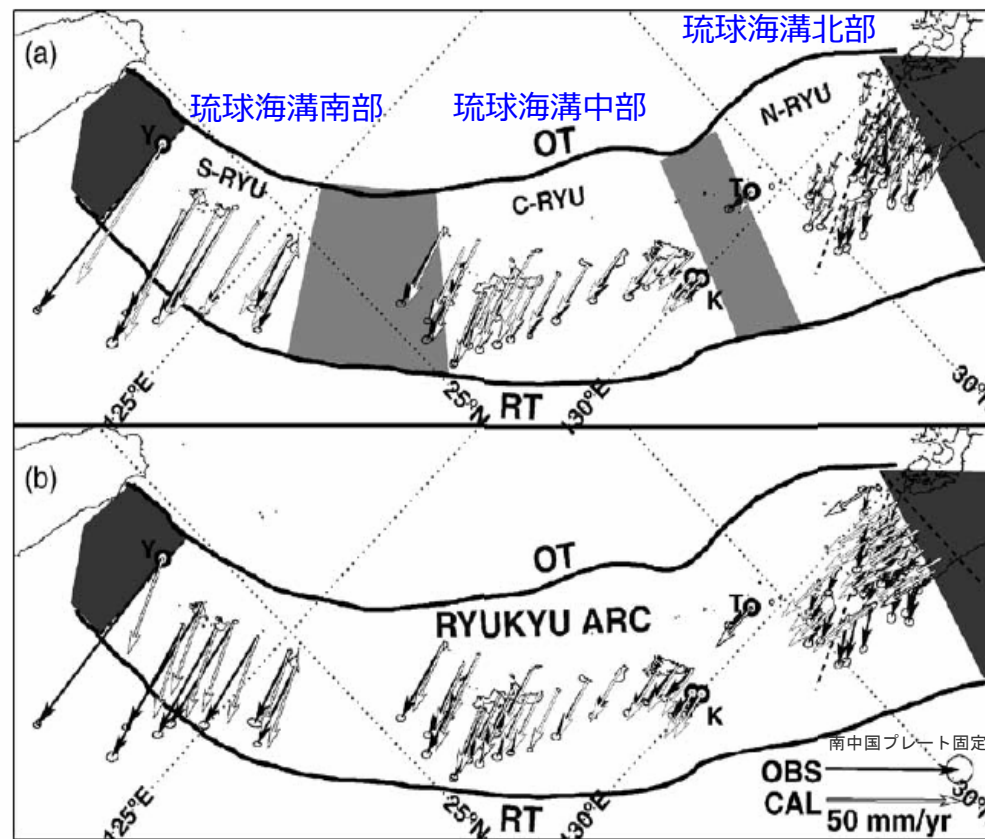 (a)
琉球海溝北部
琉球海溝南部
琉球海溝中部
N-RYU
OT
Y
S-RYU
C-RYU
T
K
125°E
25°N
RT
130°E
30°N
(b)
OT
Y
RYUKYU ARC
T
K
南中国プレート固定
OBS
CAL
50 mm/yr
125°E
25°N
RT
130°E
30°N